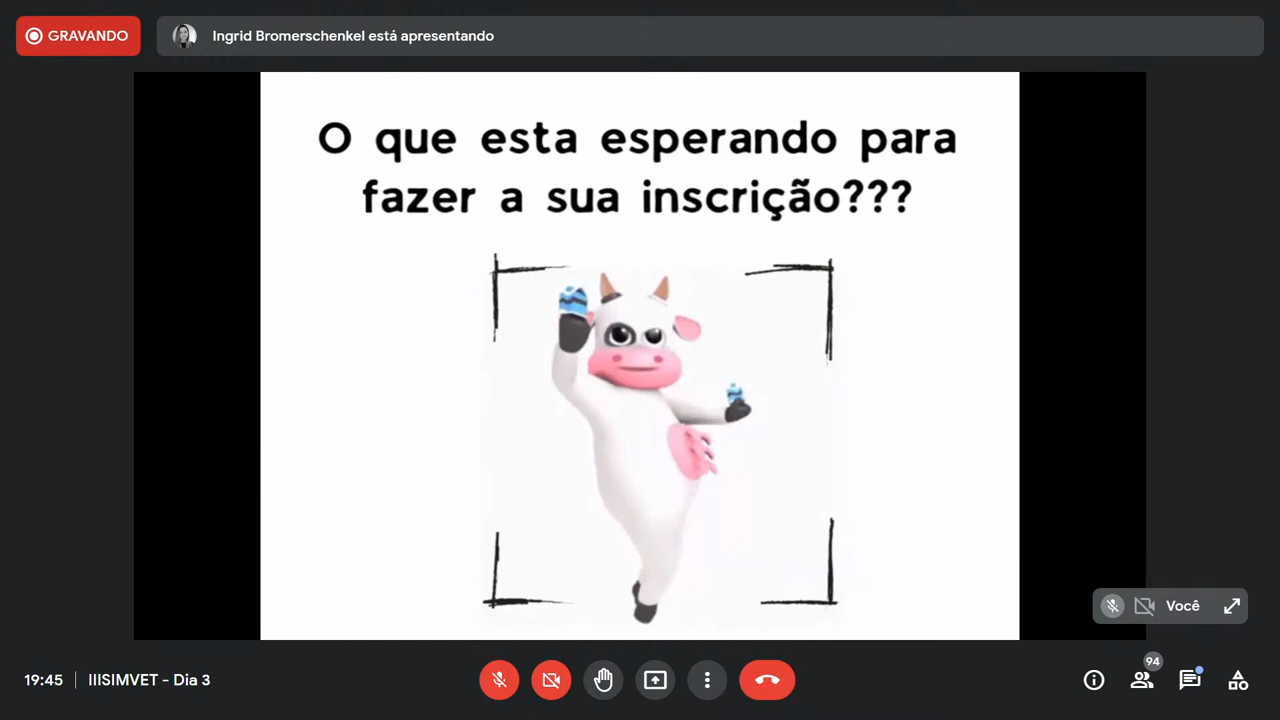 GRAVANDO
Ingrid Bromerschenkel está apresentando
O que esta esperando para
fazer a sua inscrição???
Você
94
19:45
IIISIMVET - Dia 3